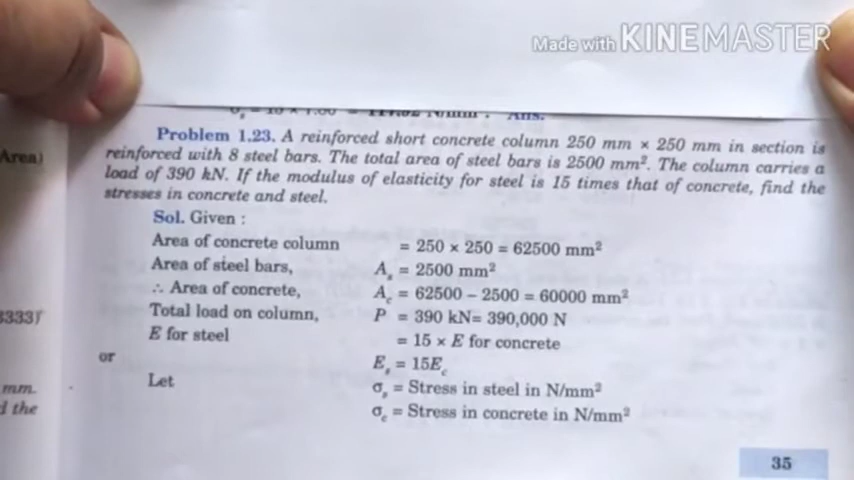 Made with KINEMASTER
Ans.
Problem 1.23. A reinforced short concrete column 250 mm × 250 mm in section is
Area)
reinforced with 8 steel bars. The total area of steel bars is 2500 mm². The column carries a
load of 390 kN. If the modulus of elasticity for steel is 15 times that of concrete, find the
stresses in concrete and steel.
Sol. Given :
Area of concrete column = 250 × 250 = 62500 mm²
Area of steel bars, Aₛ = 2500 mm²
∴ Area of concrete, A꜀ = 62500 – 2500 = 60000 mm²
Total load on column, P = 390 kN= 390,000 N
E for steel = 15 × E for concrete
or Eₛ = 15E꜀
Let σₛ = Stress in steel in N/mm²
mm.
σ꜀ = Stress in concrete in N/mm²
d the
35